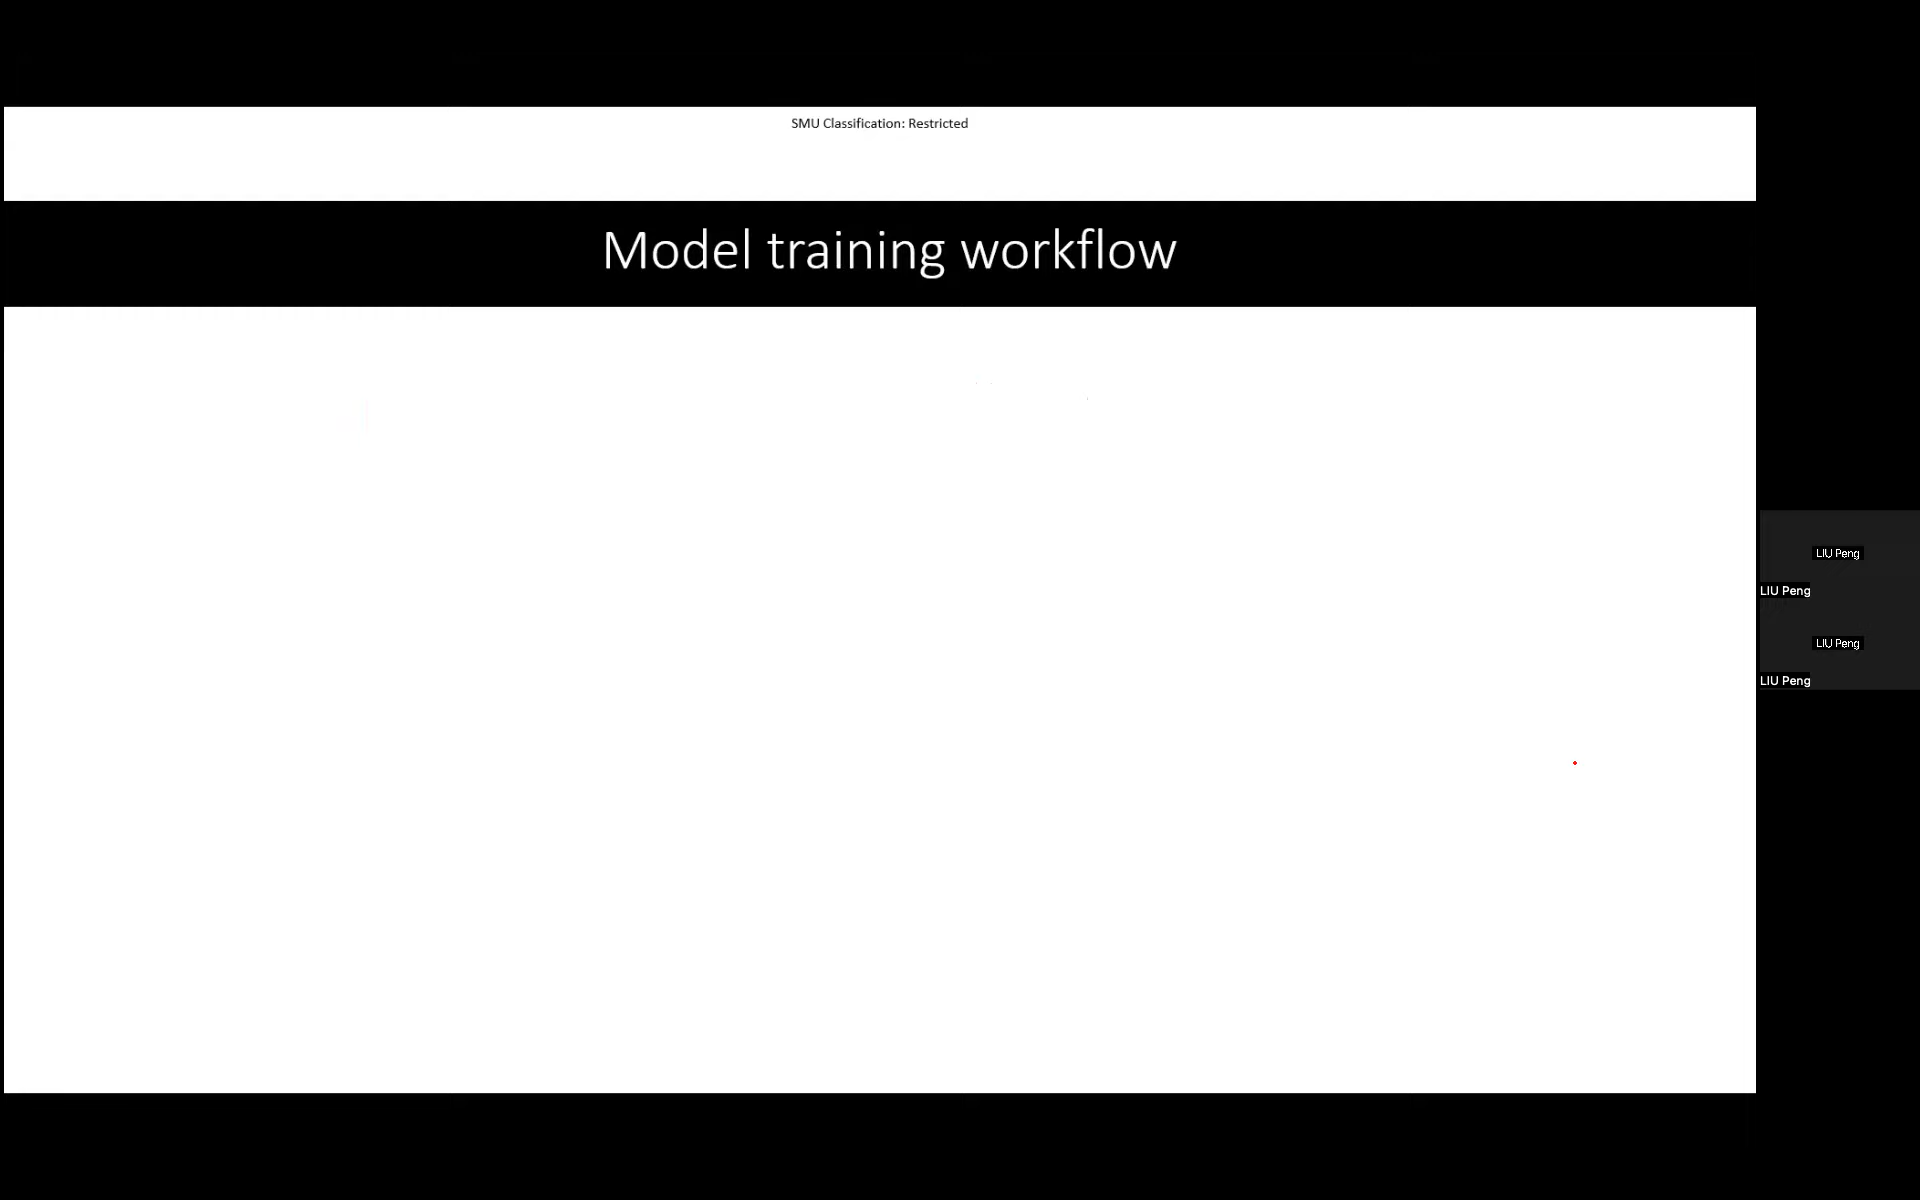 SMU Classification: Restricted
Model training workflow
LIU Peng
LIU Peng
LIU Peng
LIU Peng